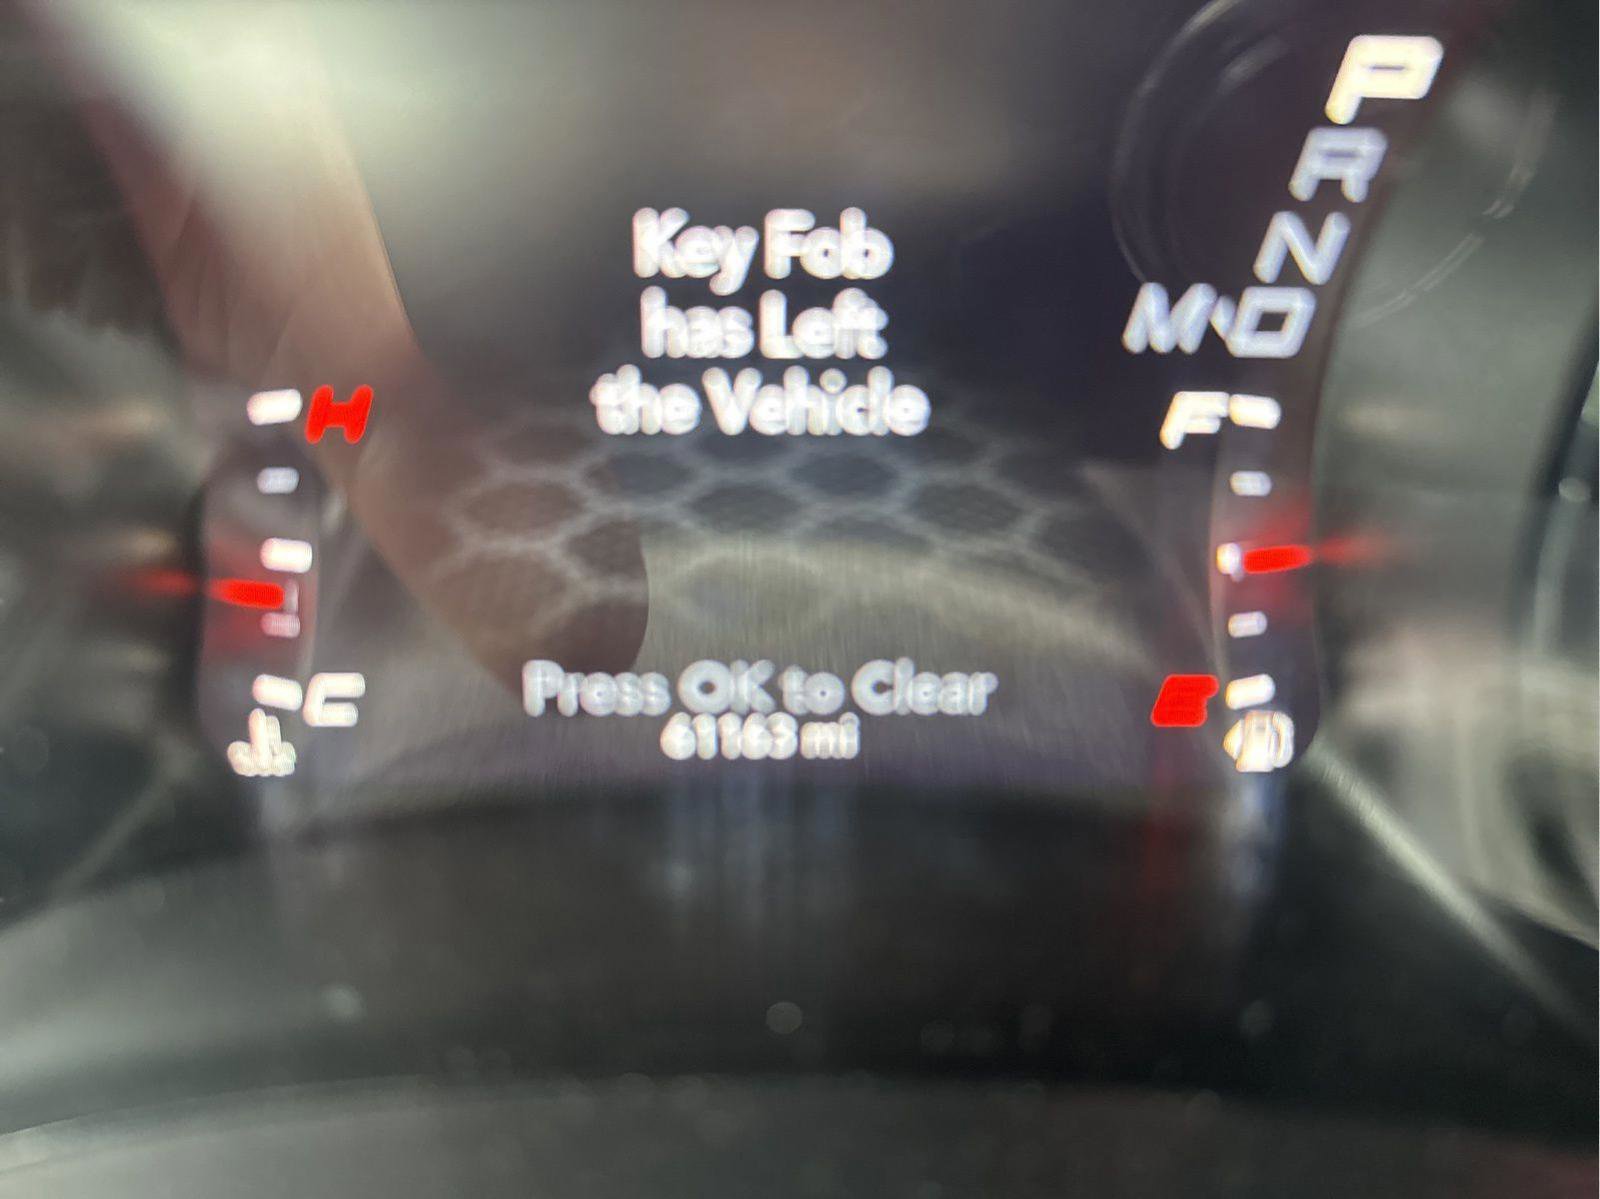 P
R
N
M D
Key Fob
has Left
the Vehicle
H
F
C
E
Press OK to Clear
61163 mi